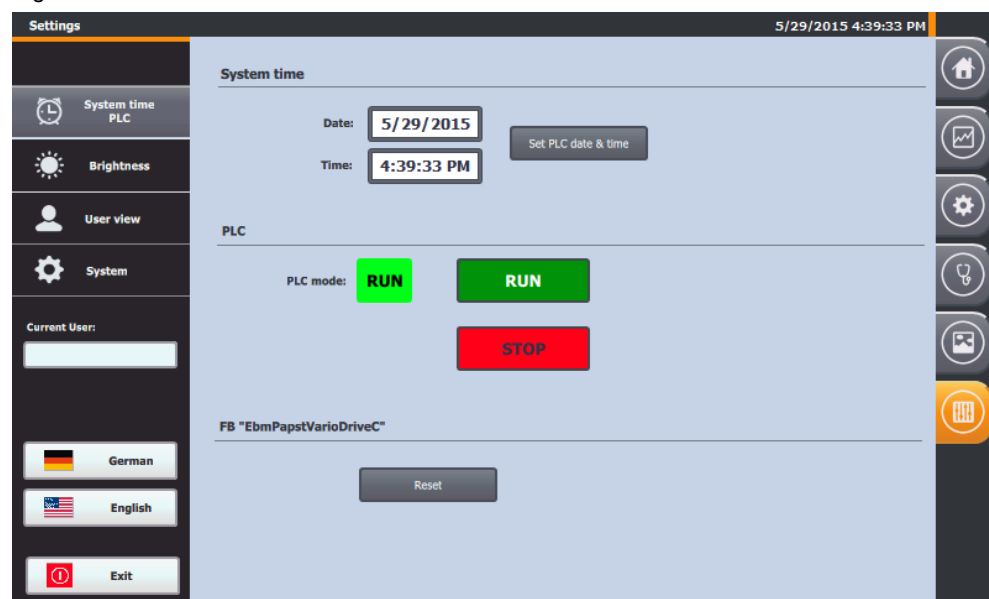 Settings
5/29/2015 4:39:33 PM
System time
PLC
Brightness
User view
System
Current User:
German
English
Exit
System time
Date:
5/29/2015
Time:
4:39:33 PM
Set PLC date & time
PLC
PLC mode:
RUN
RUN
STOP
FB "EbmPapstVarioDriveC"
Reset